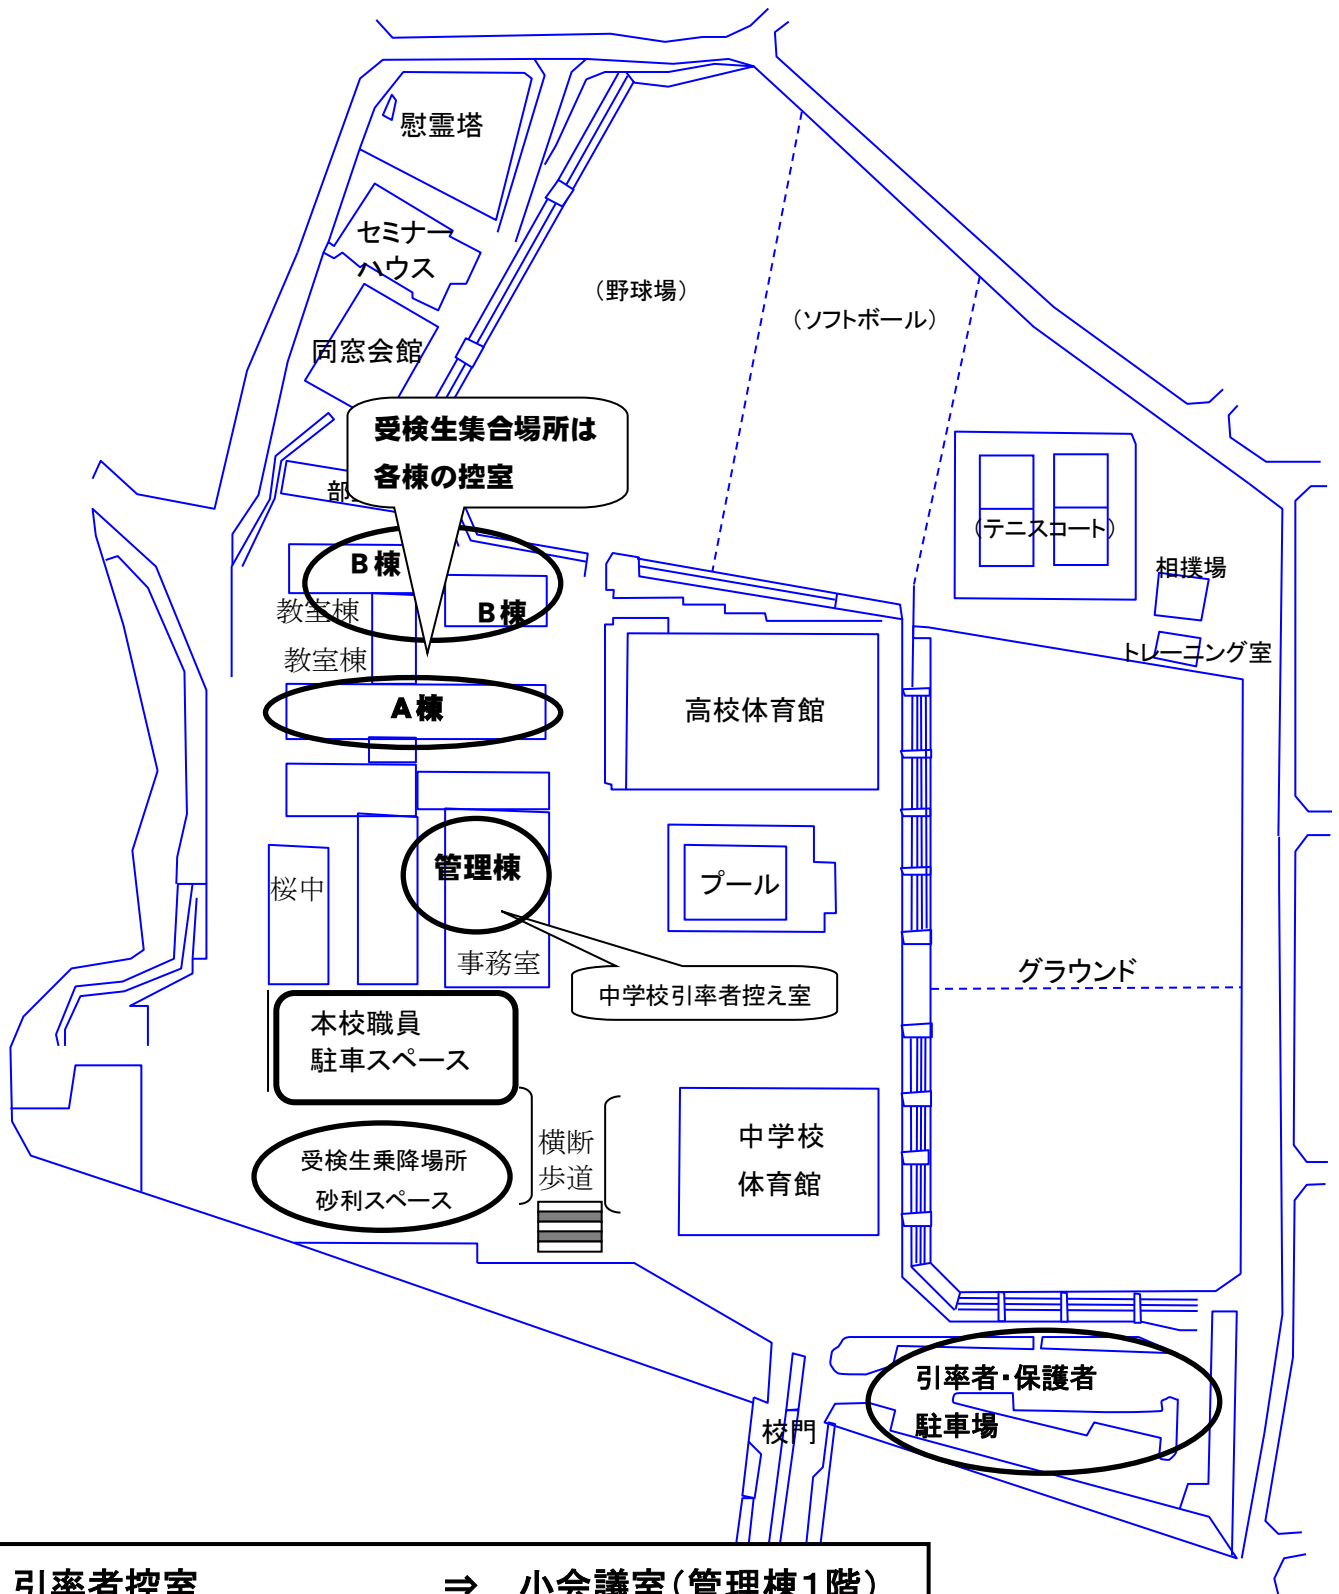 慰霊塔
セミナー
ハウス
（野球場）
（ソフトボール）
同窓会館
受検生集合場所は
各棟の控室
（テニスコート）
相撲場
B棟
教室棟
B棟
トレーニング室
教室棟
A棟
高校体育館
管理棟
プール
桜中
事務室
グラウンド
中学校引率者控え室
本校職員
駐車スペース
横断
歩道
中学校
体育館
受検生乗降場所
砂利スペース
引率者・保護者
駐車場
校門
引率者控室 ⇒ 小会議室（管理棟１階）